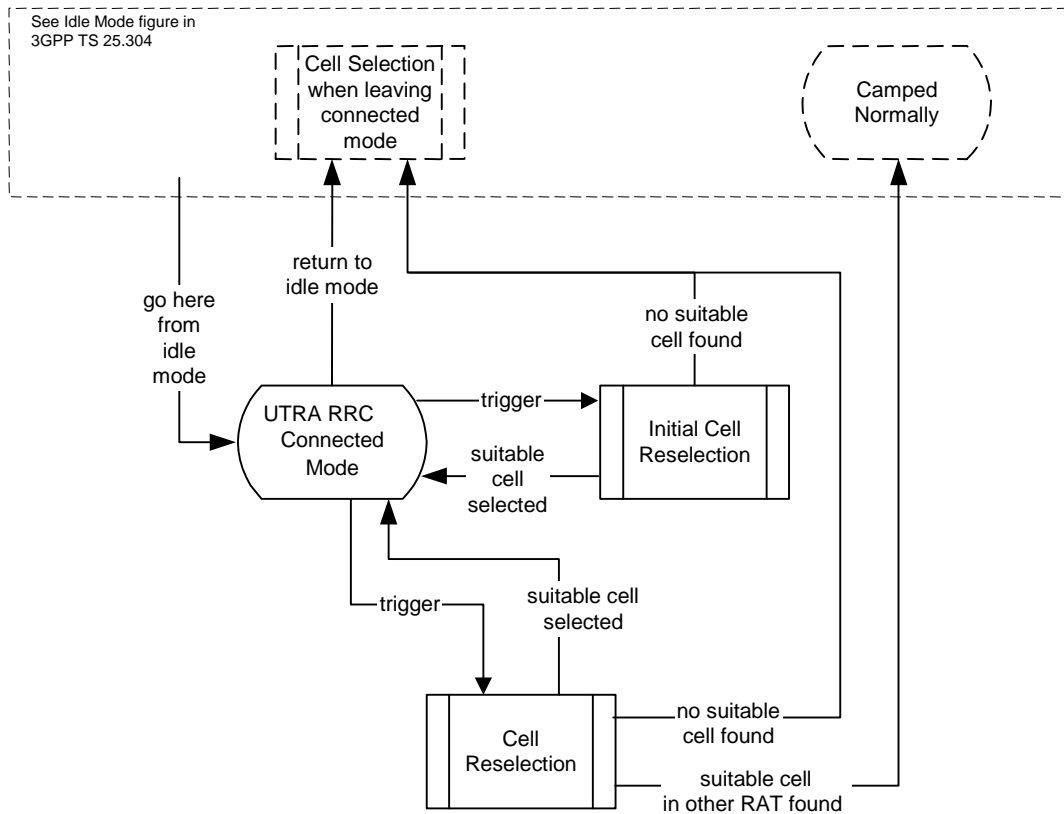 See Idle Mode figure in
3GPP TS 25.304
Cell Selection
when leaving
connected
mode
Camped
Normally
return to
idle mode
go here
from
idle
mode
no suitable
cell found
UTRA RRC
Connected
Mode
trigger
Initial Cell
Reselection
suitable
cell
selected
trigger
suitable cell
selected
Cell
Reselection
no suitable
cell found
suitable cell
in other RAT found